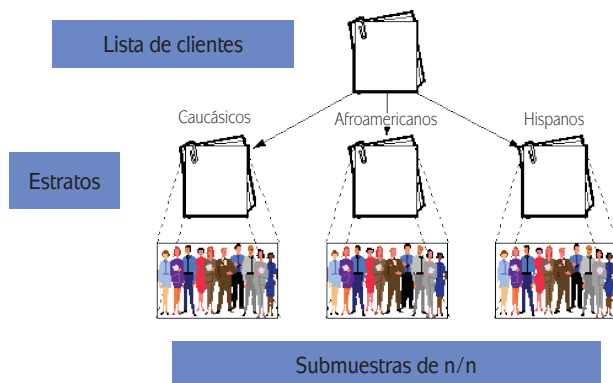 Lista de clientes
Caucásicos
Afroamericanos
Hispanos
Estratos
Submuestras de n/n